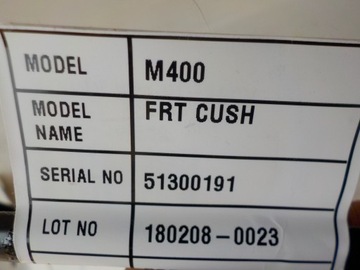 MODEL M400
MODEL NAME FRT CUSH
SERIAL NO 51300191
LOT NO 180208-0023